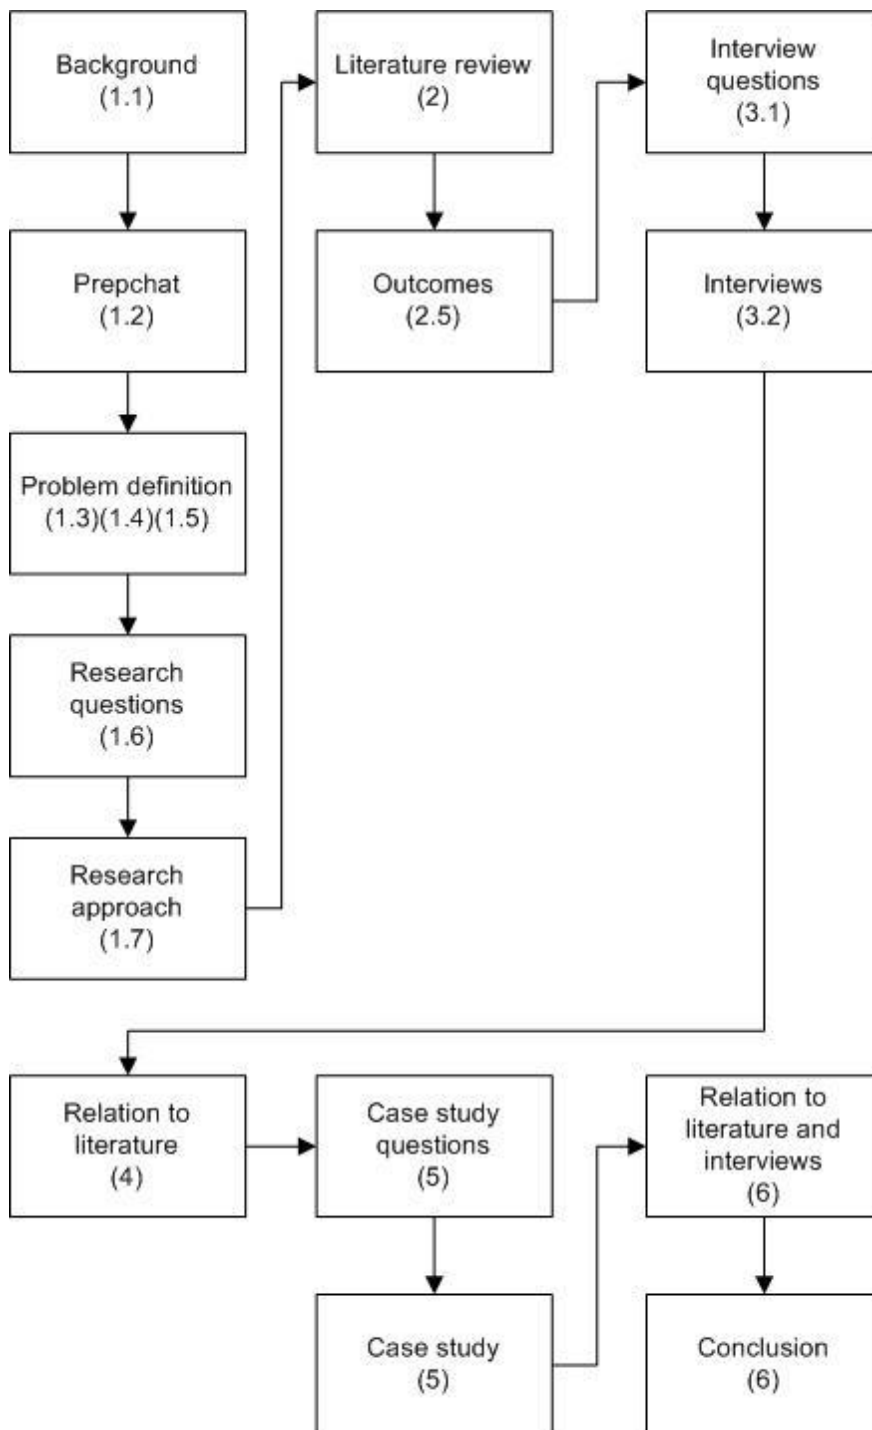 Background
(1.1)
Prepchat
(1.2)
Problem definition
(1.3)(1.4)(1.5)
Research
questions
(1.6)
Research
approach
(1.7)
Literature review
(2)
Outcomes
(2.5)
Interview
questions
(3.1)
Interviews
(3.2)
Relation to
literature
(4)
Case study
questions
(5)
Case study
(5)
Relation to
literature and
interviews
(6)
Conclusion
(6)